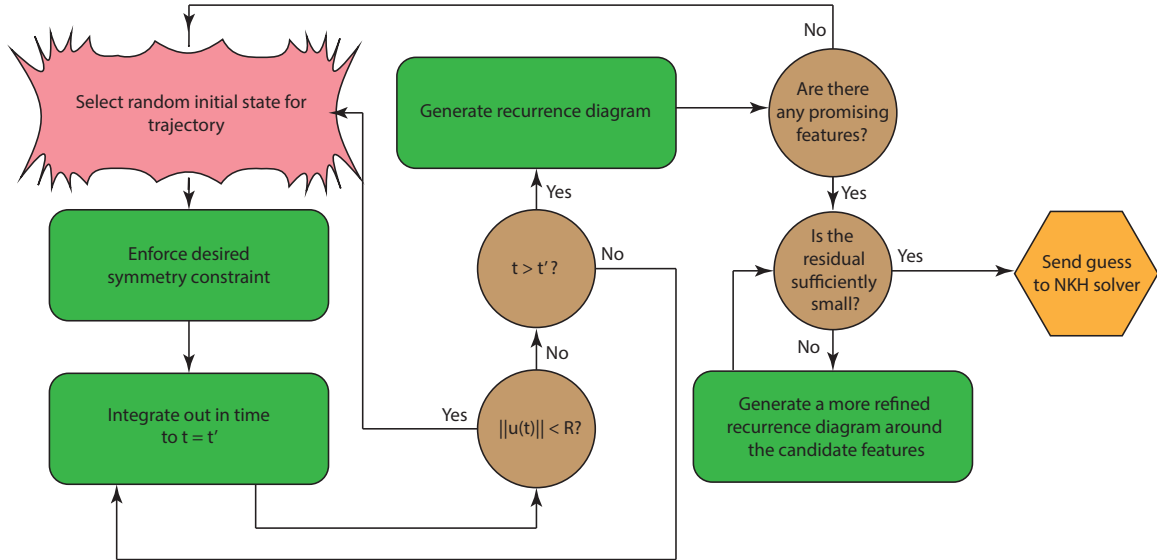 No
Select random initial state for
trajectory
Generate recurrence diagram
Are there
any promising
features?
Yes
Yes
Enforce desired
symmetry constraint
t > t' ?
No
Is the
residual
sufficiently
small?
Yes
Send guess
to NKH solver
No
No
Integrate out in time
to t = t'
Yes
||u(t)|| < R?
Generate a more refined
recurrence diagram around
the candidate features